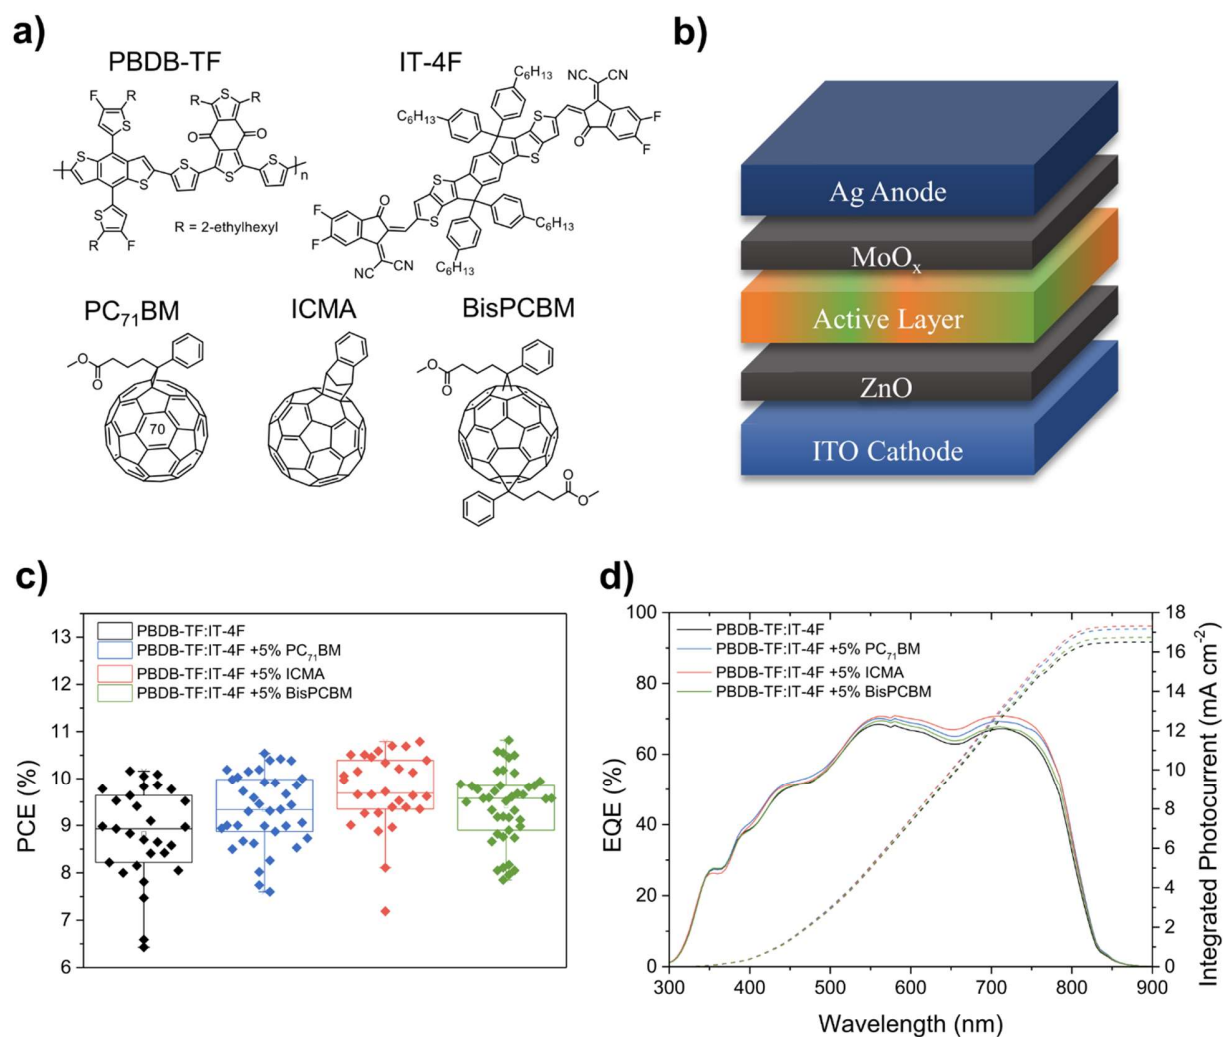 a)
PBDB-TF
F
R
S
R
S
R
O
O
S
S
S
S
S
n
S
R
F
R = 2-ethylhexyl
IT-4F
C₆H₁₃
NC
CN
C₆H₁₃
S
F
O
F
S
S
O
S
F
F
C₆H₁₃
NC
CN
C₆H₁₃
PC₇₁BM
O
O
70
ICMA
BisPCBM
O
O
O
O
b)
Ag Anode
MoOₓ
Active Layer
ZnO
ITO Cathode
c)
PBDB-TF:IT-4F
PBDB-TF:IT-4F +5% PC₇₁BM
PBDB-TF:IT-4F +5% ICMA
PBDB-TF:IT-4F +5% BisPCBM
PCE (%)
13
12
11
10
9
8
7
6
d)
PBDB-TF:IT-4F
PBDB-TF:IT-4F +5% PC₇₁BM
PBDB-TF:IT-4F +5% ICMA
PBDB-TF:IT-4F +5% BisPCBM
EQE (%)
100
80
60
40
20
0
18
16
14
12
10
8
6
4
2
0
Integrated Photocurrent (mA cm⁻²)
300 400 500 600 700 800 900
Wavelength (nm)